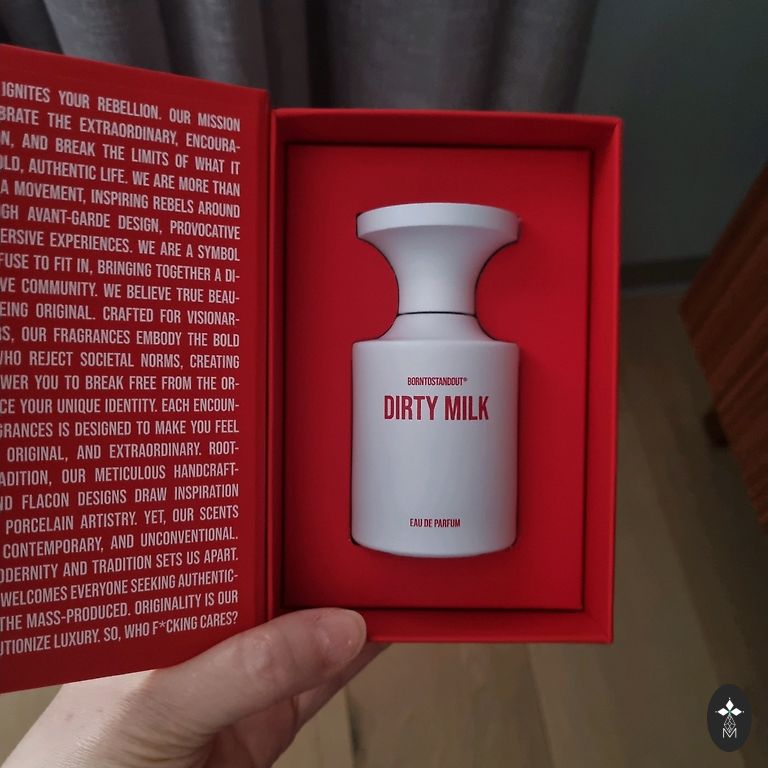 IGNITES YOUR REBELLION. OUR MISSION
BRATE THE EXTRAORDINARY, ENCOURA-
N, AND BREAK THE LIMITS OF WHAT IT
OLD, AUTHENTIC LIFE. WE ARE MORE THAN
A MOVEMENT, INSPIRING REBELS AROUND
GH AVANT-GARDE DESIGN, PROVOCATIVE
ERSIVE EXPERIENCES. WE ARE A SYMBOL
FUSE TO FIT IN, BRINGING TOGETHER A DI-
VE COMMUNITY. WE BELIEVE TRUE BEAU-
EING ORIGINAL. CRAFTED FOR VISIONAR-
RS, OUR FRAGRANCES EMBODY THE BOLD
WHO REJECT SOCIETAL NORMS, CREATING
WER YOU TO BREAK FREE FROM THE OR-
CE YOUR UNIQUE IDENTITY. EACH ENCOUN-
GRANCES IS DESIGNED TO MAKE YOU FEEL
ORIGINAL, AND EXTRAORDINARY. ROOT-
ADITION, OUR METICULOUS HANDCRAFT-
ND FLACON DESIGNS DRAW INSPIRATION
PORCELAIN ARTISTRY. YET, OUR SCENTS
CONTEMPORARY, AND UNCONVENTIONAL.
ODERNITY AND TRADITION SETS US APART.
WELCOMES EVERYONE SEEKING AUTHENTIC-
THE MASS-PRODUCED. ORIGINALITY IS OUR
UTIONIZE LUXURY. SO, WHO F*CKING CARES?
BORNTOSTANDOUT®
DIRTY MILK
EAU DE PARFUM
M